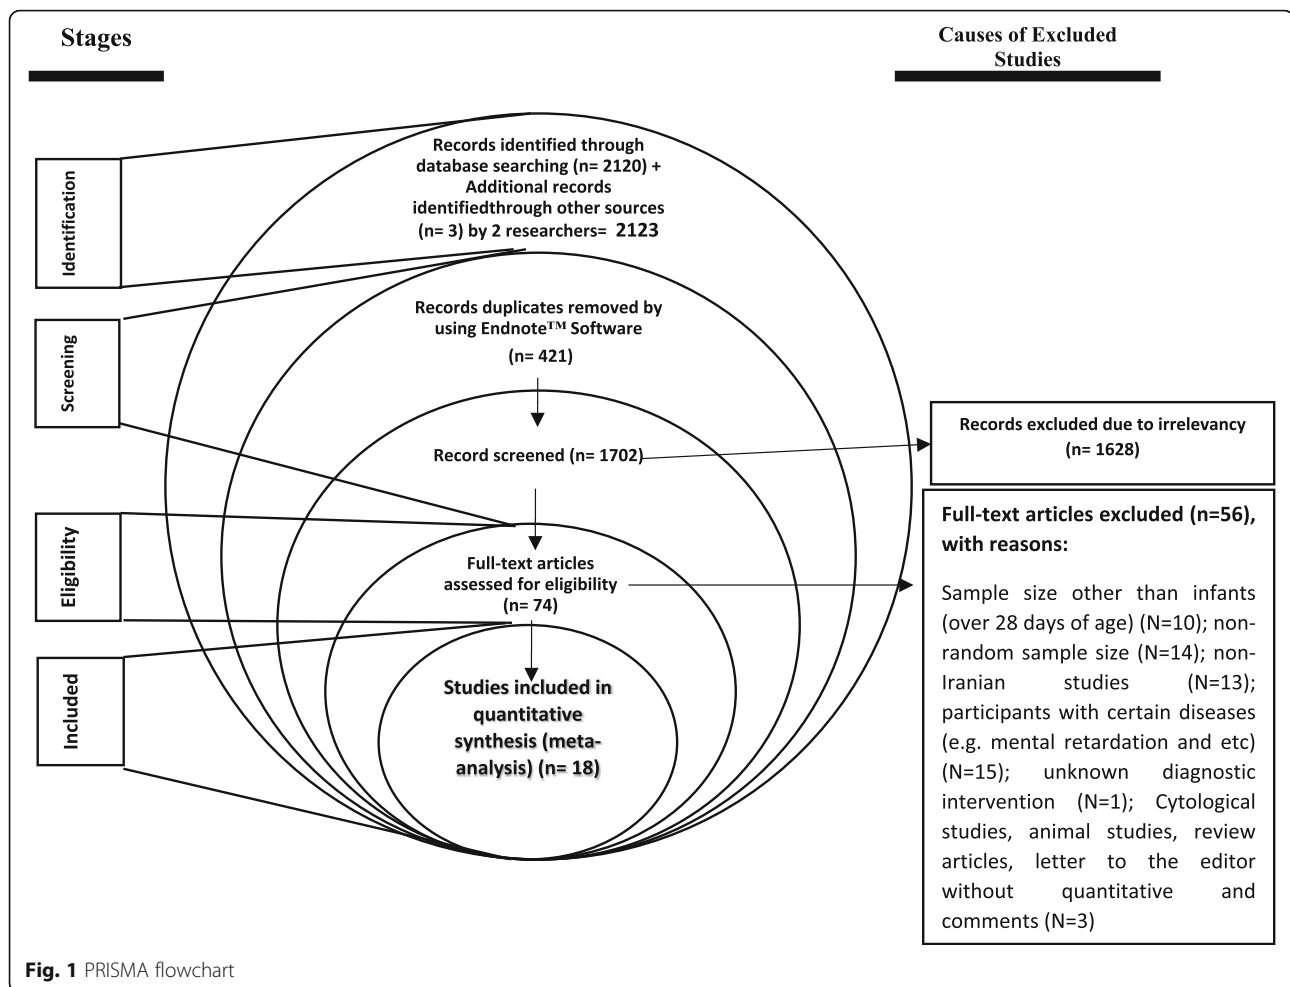 Stages
Causes of Excluded
Studies
Identification
Records identified through
database searching (n= 2120) +
Additional records
identifiedthrough other sources
(n= 3) by 2 researchers= 2123
Screening
Records duplicates removed by
using Endnote™ Software
(n= 421)
Record screened (n= 1702)
Records excluded due to irrelevancy
(n= 1628)
Eligibility
Full-text articles
assessed for eligibility
(n= 74)
Full-text articles excluded (n=56),
with reasons:
Sample size other than infants
(over 28 days of age) (N=10); non-
random sample size (N=14); non-
Iranian studies (N=13);
participants with certain diseases
(e.g. mental retardation and etc)
(N=15); unknown diagnostic
intervention (N=1); Cytological
studies, animal studies, review
articles, letter to the editor
without quantitative and
comments (N=3)
Included
Studies included in
quantitative
synthesis (meta-
analysis) (n= 18)
Fig. 1 PRISMA flowchart